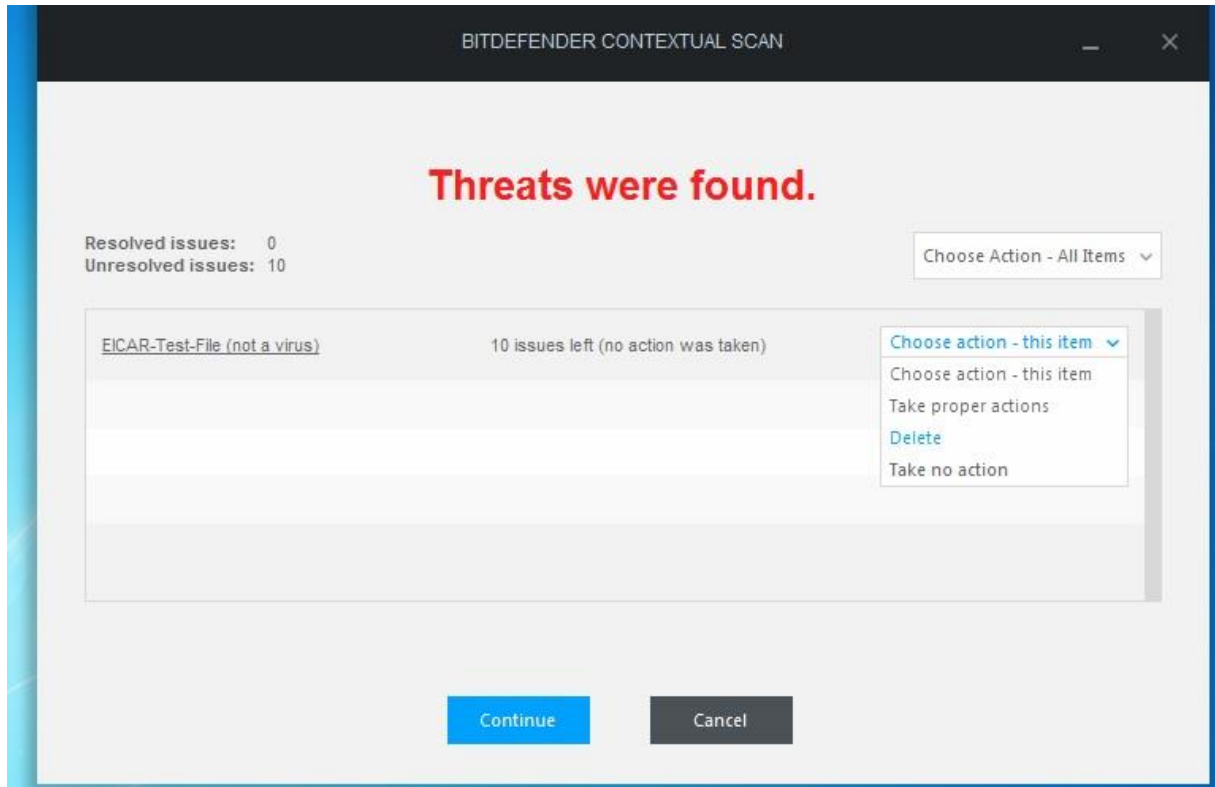 BITDEFENDER CONTEXTUAL SCAN
Threats were found.
Resolved issues: 0
Unresolved issues: 10
Choose Action - All Items
EICAR-Test-File (not a virus)
10 issues left (no action was taken)
Choose action - this item
Choose action - this item
Take proper actions
Delete
Take no action
Continue
Cancel